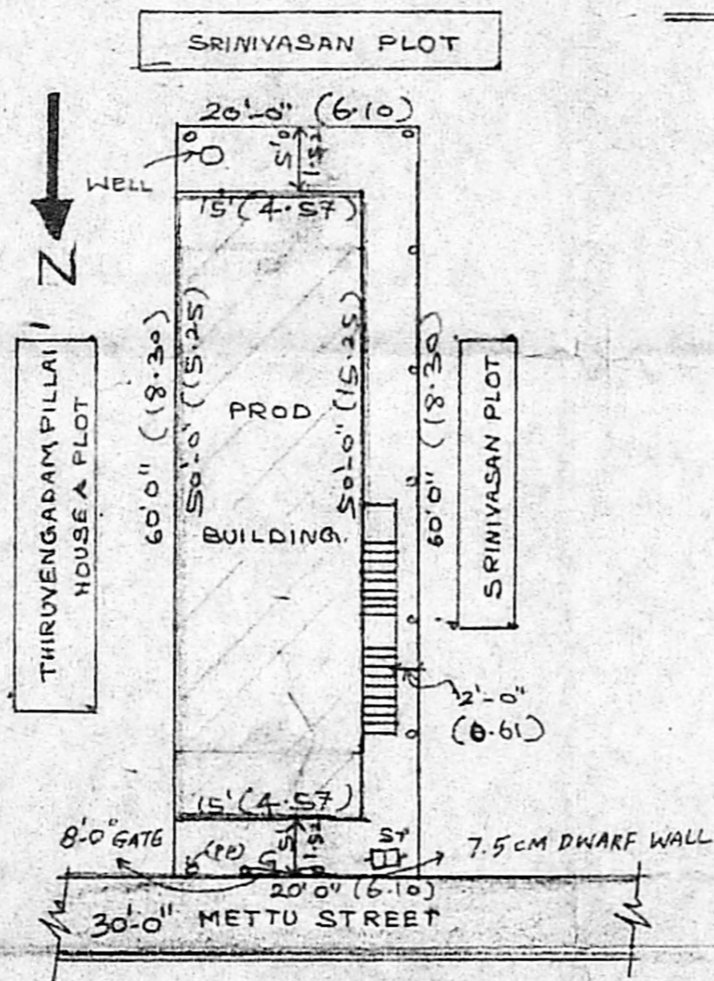 SRINIVASAN PLOT
20'-0" (6.10)
WELL
5'0
1.52
15' (4.57)
N
THIRUVENGADAM PILLAI
HOUSE & PLOT
60'0" (18.30)
50'-0" (15.25)
PROD
BUILDING.
50'-0" (15.25)
60'0" (18.30)
SRINIVASAN PLOT
2'-0"
(0.61)
15' (4.57)
8'-0" GATE
(PP)
G
5'
1.52
ST
7.5 CM DWARF WALL
20'0" (6.10)
30'-0" METTU STREET